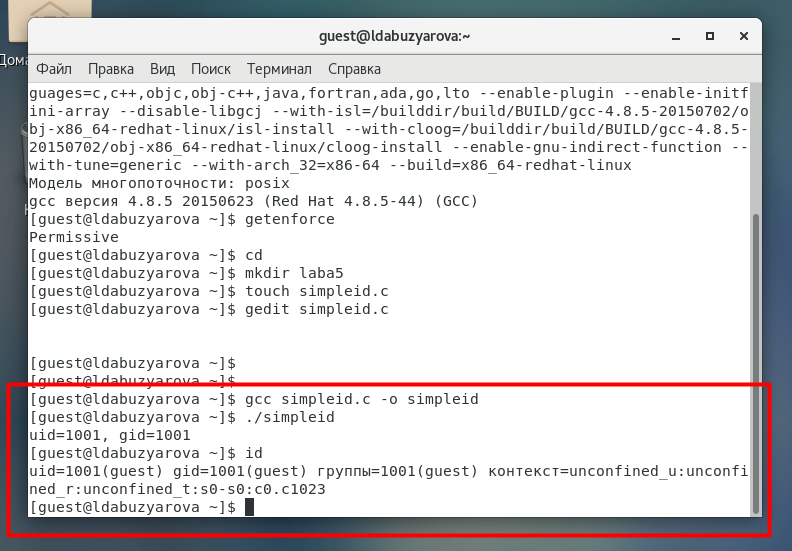 guest@ldabuzyarova:~
Дома
Файл Правка Вид Поиск Терминал Справка
guages=c,c++,objc,obj-c++,java,fortran,ada,go,lto --enable-plugin --enable-initf
ini-array --disable-libgcj --with-isl=/builddir/build/BUILD/gcc-4.8.5-20150702/o
bj-x86_64-redhat-linux/isl-install --with-cloog=/builddir/build/BUILD/gcc-4.8.5-
20150702/obj-x86_64-redhat-linux/cloog-install --enable-gnu-indirect-function --
with-tune=generic --with-arch_32=x86-64 --build=x86_64-redhat-linux
Модель многопоточности: posix
gcc версия 4.8.5 20150623 (Red Hat 4.8.5-44) (GCC)
[guest@ldabuzyarova ~]$ getenforce
Permissive
[guest@ldabuzyarova ~]$ cd
[guest@ldabuzyarova ~]$ mkdir laba5
[guest@ldabuzyarova ~]$ touch simpleid.c
[guest@ldabuzyarova ~]$ gedit simpleid.c
[guest@ldabuzyarova ~]$
[guest@ldabuzyarova ~]$
[guest@ldabuzyarova ~]$ gcc simpleid.c -o simpleid
[guest@ldabuzyarova ~]$ ./simpleid
uid=1001, gid=1001
[guest@ldabuzyarova ~]$ id
uid=1001(guest) gid=1001(guest) группы=1001(guest) контекст=unconfined_u:unconfi
ned_r:unconfined_t:s0-s0:c0.c1023
[guest@ldabuzyarova ~]$